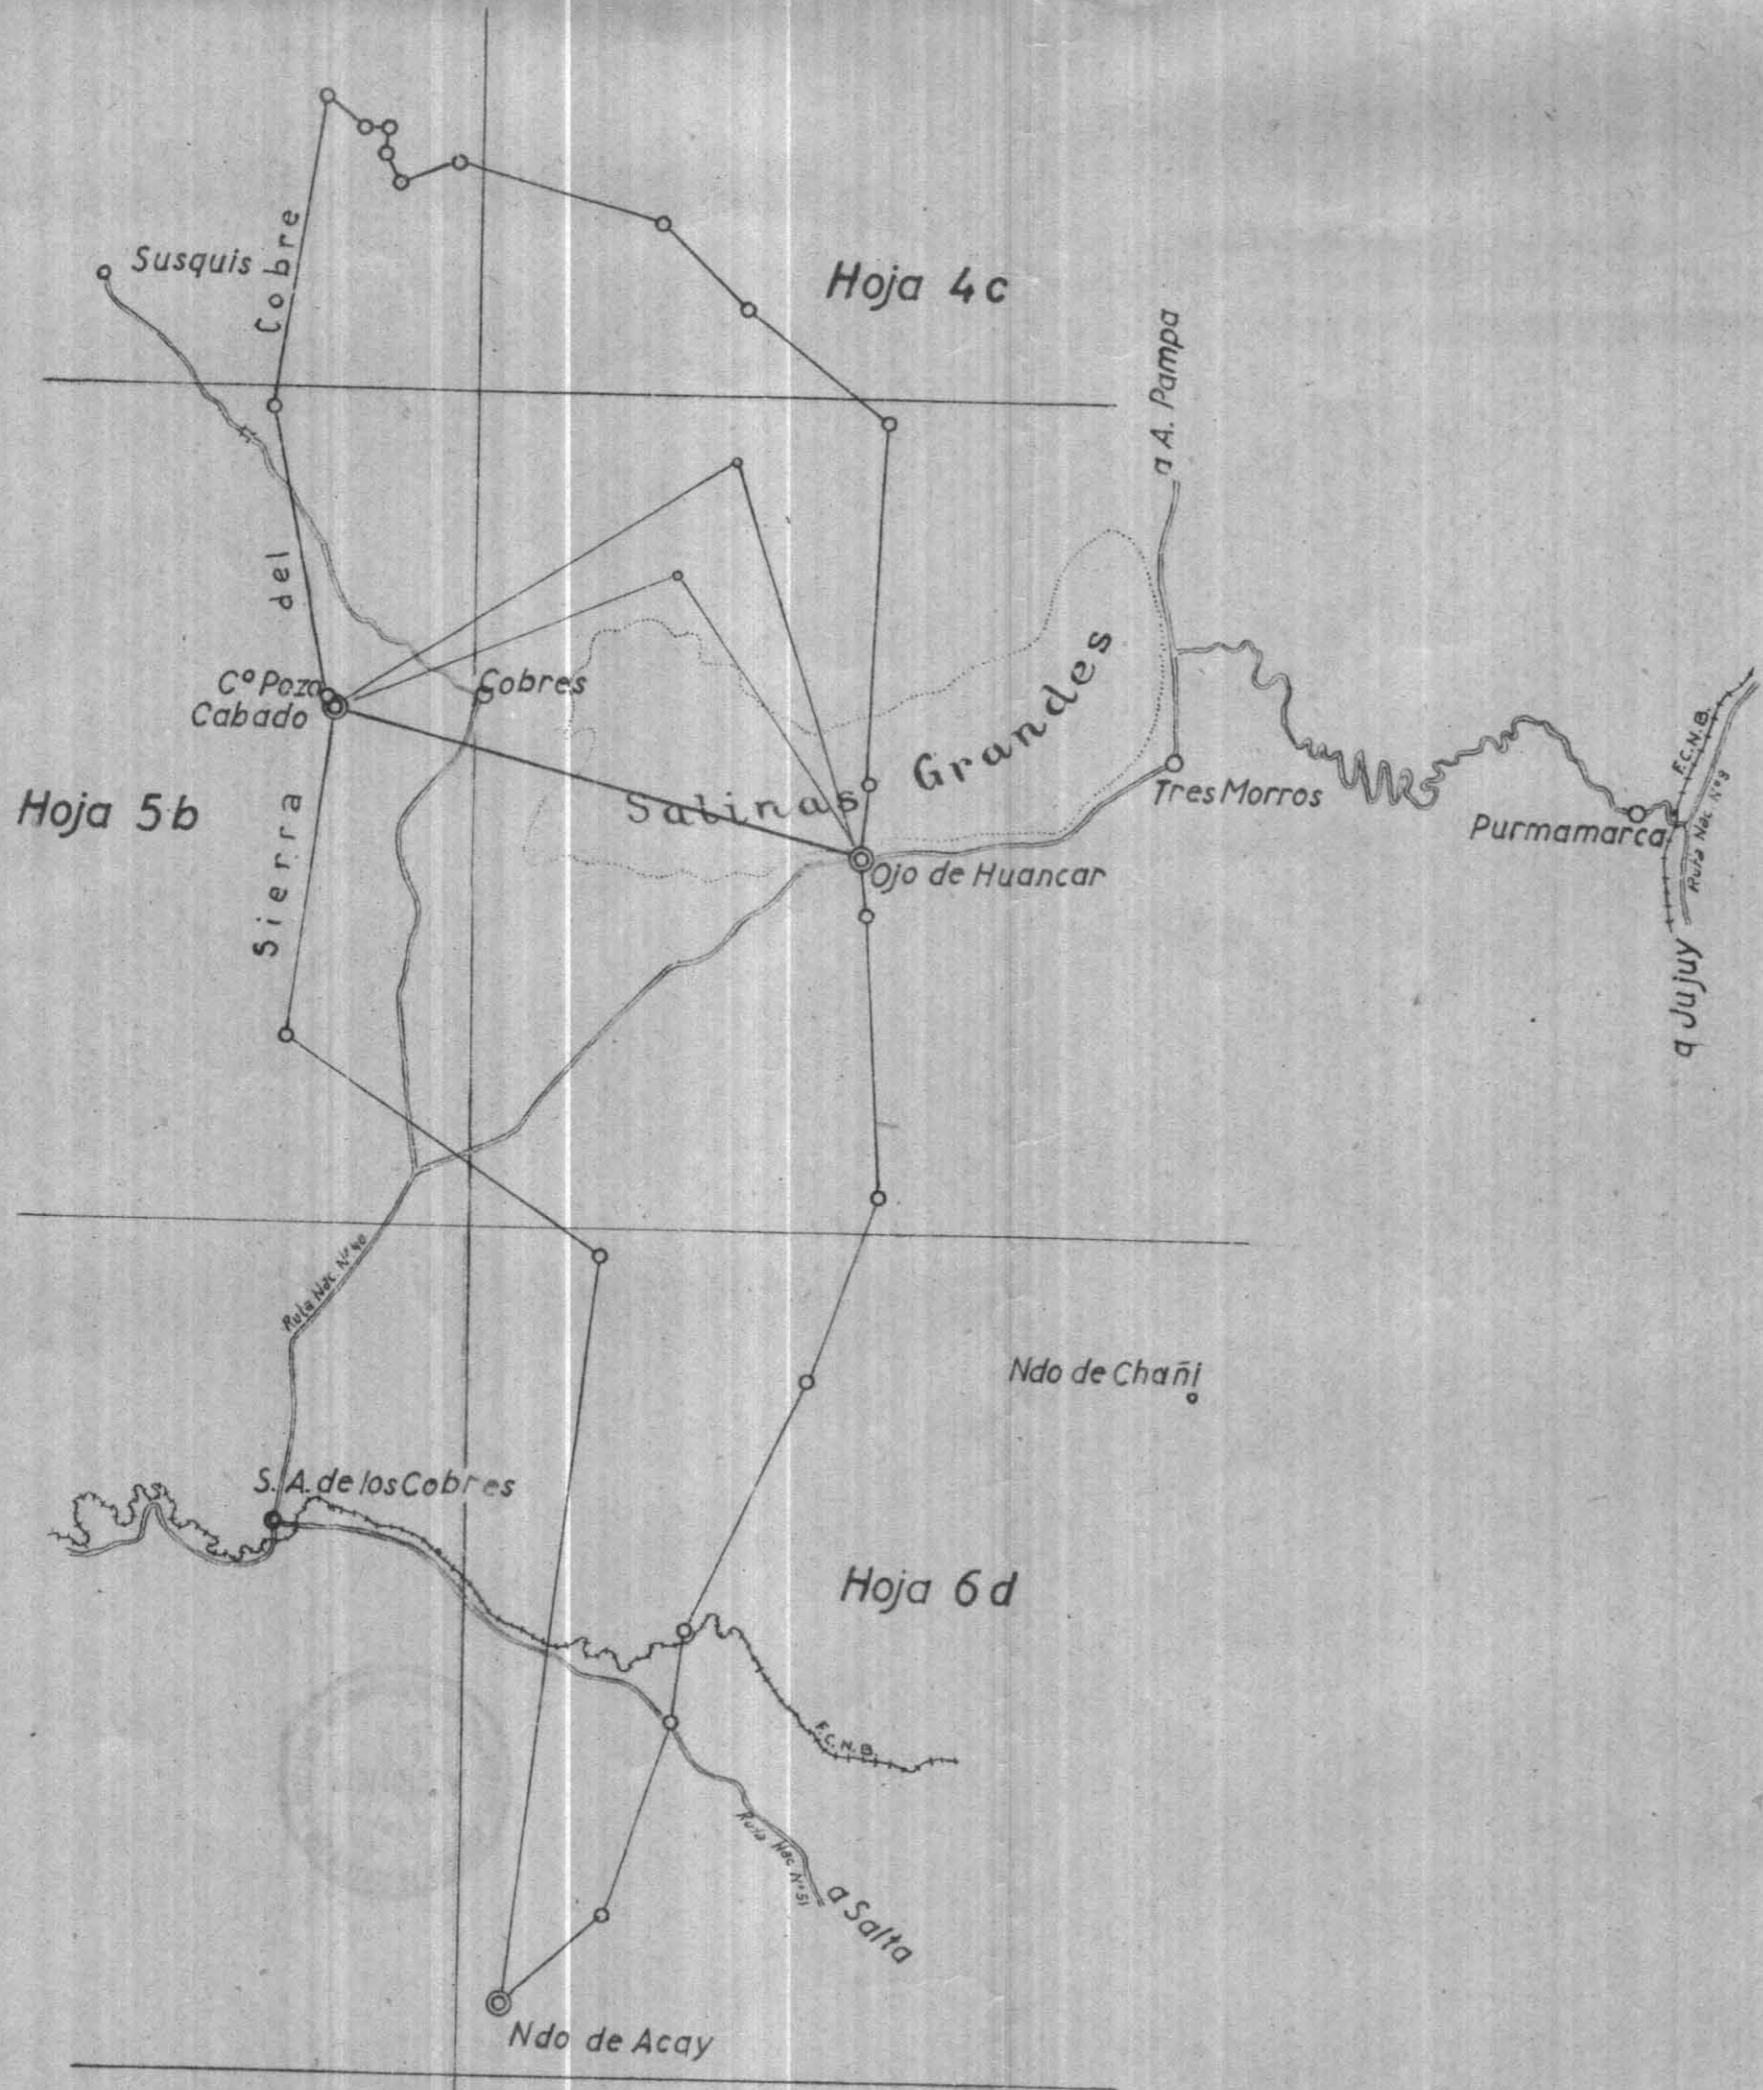 Susquis
Hoja 4c
a A. Pampa
Sierra del Cobre
Cº Pozo
Cabado
Cobres
Hoja 5b
Salinas Grandes
Tres Morros
Purmamarca
F.C.N.B.
Ruta Nac Nº 9
a Jujuy
Ojo de Huancar
Ruta Nac Nº 40
Ndo de Chañi
S. A. de los Cobres
Hoja 6d
F.C.N.B.
Ruta Nac Nº 51
a Salta
Ndo de Acay